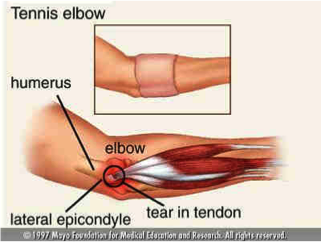 Tennis elbow
humerus
elbow
lateral epicondyle
tear in tendon
© 1997 Mayo Foundation for Medical Education and Research. All rights reserved.